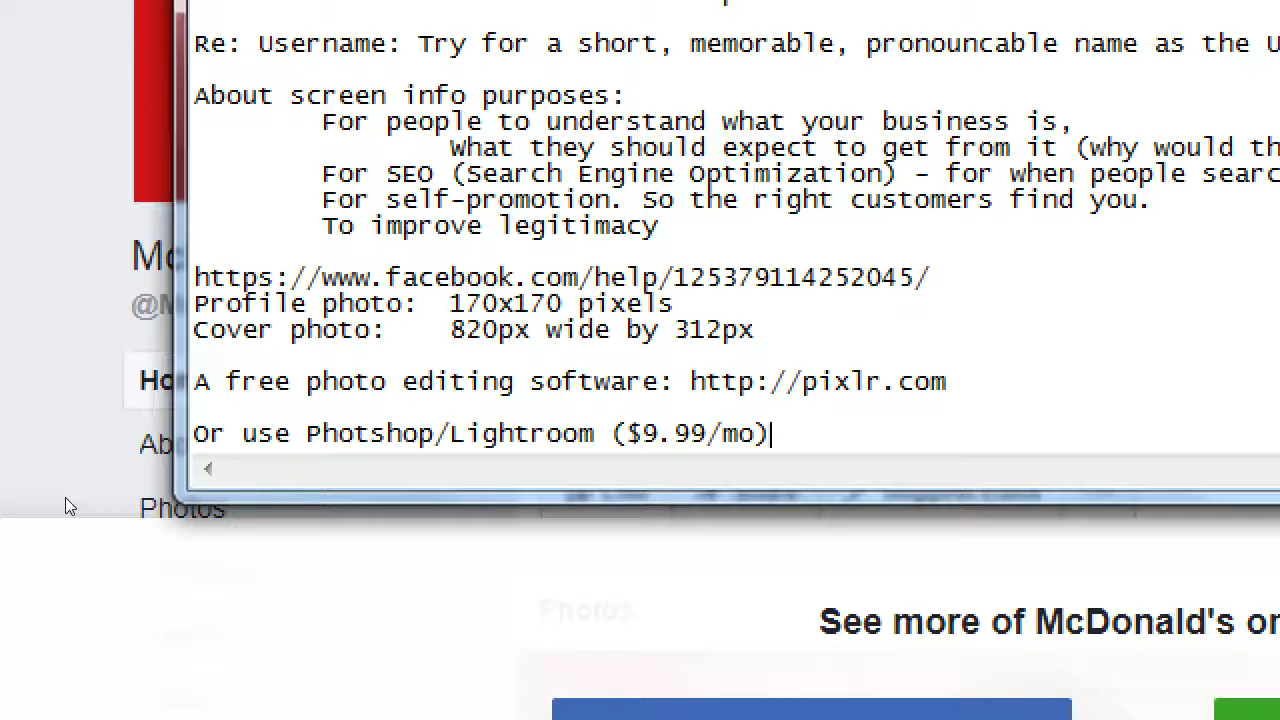 Re: Username: Try for a short, memorable, pronouncable name as the U
About screen info purposes:
For people to understand what your business is,
What they should expect to get from it (why would th
For SEO (Search Engine Optimization) - for when people searc
For self-promotion. So the right customers find you.
To improve legitimacy
Mc
https://www.facebook.com/help/125379114252045/
@M
Profile photo: 170x170 pixels
Cover photo: 820px wide by 312px
Ho
A free photo editing software: http://pixlr.com
Ab
Or use Photshop/Lightroom ($9.99/mo)
Photos
Photos
See more of McDonald's on